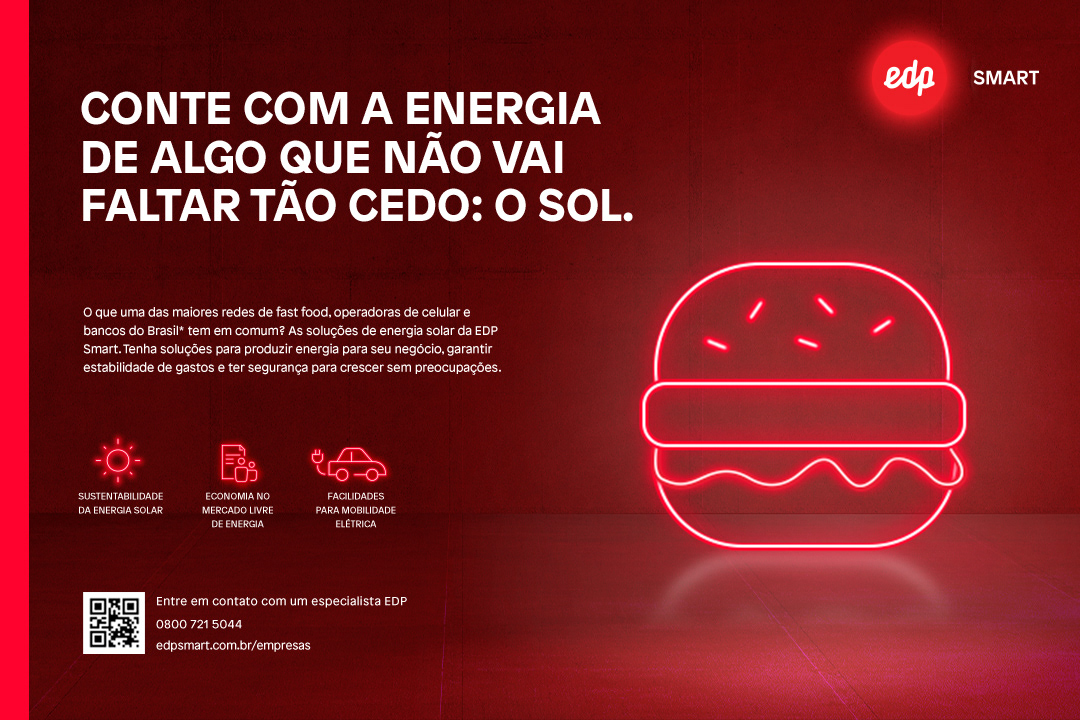 edp
SMART
CONTE COM A ENERGIA
DE ALGO QUE NÃO VAI
FALTAR TÃO CEDO: O SOL.
O que uma das maiores redes de fast food, operadoras de celular e
bancos do Brasil* tem em comum? As soluções de energia solar da EDP
Smart. Tenha soluções para produzir energia para seu negócio, garantir
estabilidade de gastos e ter segurança para crescer sem preocupações.
SUSTENTABILIDADE
DA ENERGIA SOLAR
ECONOMIA NO
MERCADO LIVRE
DE ENERGIA
FACILIDADES
PARA MOBILIDADE
ELÉTRICA
Entre em contato com um especialista EDP
0800 721 5044
edpsmart.com.br/empresas